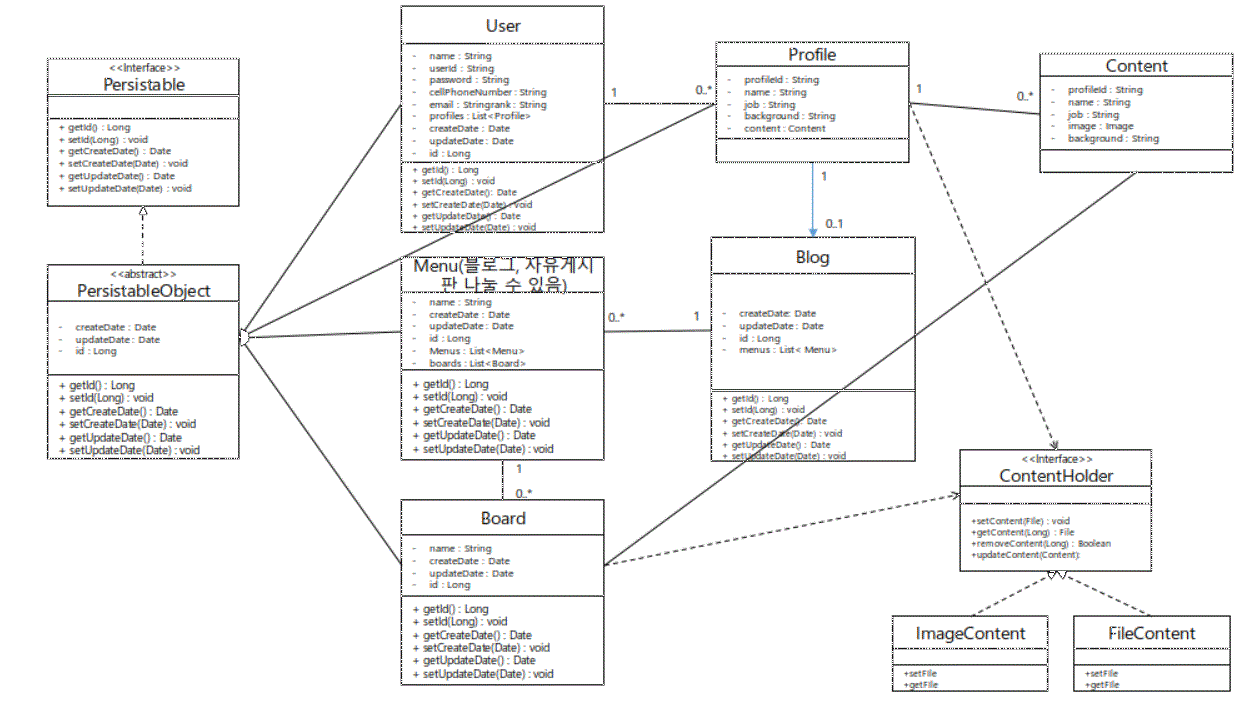 <<Interface>>
Persistable
+ getId() : Long
+ setId(Long) : void
+ getCreateDate() : Date
+ setCreateDate(Date) : void
+ getUpdateDate() : Date
+ setUpdateDate(Date) : void
<<abstract>>
PersistableObject
- createDate : Date
- updateDate : Date
- id : Long
+ getId() : Long
+ setId(Long) : void
+ getCreateDate() : Date
+ setCreateDate(Date) : void
+ getUpdateDate() : Date
+ setUpdateDate(Date) : void
User
- name : String
- userId : String
- password : String
- cellPhoneNumber : String
- email : Stringrank : String
- profiles : List<Profile>
- createDate : Date
- updateDate : Date
- id : Long
+ getId() : Long
+ setId(Long) : void
+ getCreateDate(): Date
+ setCreateDate(Date) : void
+ getUpdateDate() : Date
+ setUpdateDate(Date) : void
1
0..*
Menu(블로그, 자유게시
판 나눌 수 있음)
- name : String
- createDate : Date
- updateDate : Date
- id : Long
- Menus : List<Menu>
- boards : List<Board>
+ getId() : Long
+ setId(Long) : void
+ getCreateDate() : Date
+ setCreateDate(Date) : void
+ getUpdateDate() : Date
+ setUpdateDate(Date) : void
0..*
1
1
0..*
Board
- name : String
- createDate : Date
- updateDate : Date
- id : Long
+ getId() : Long
+ setId(Long) : void
+ getCreateDate() : Date
+ setCreateDate(Date) : void
+ getUpdateDate() : Date
+ setUpdateDate(Date) : void
Profile
- profileId : String
- name : String
- job : String
- background : String
- content : Content
1
0..*
1
0..1
Blog
- createDate: Date
- updateDate : Date
- id : Long
- menus : List< Menu>
+ getId() : Long
+ setId(Long) : void
+ getCreateDate() : Date
+ setCreateDate(Date) : void
+ getUpdateDate() : Date
+ setUpdateDate(Date) : void
Content
- profileId : String
- name : String
- job : String
- image : Image
- background : String
<<Interface>>
ContentHolder
+setContent(File) : void
+getContent(Long) : File
+removeContent(Long) : Boolean
+updateContent(Content):
ImageContent
+setFile
+getFile
FileContent
+setFile
+getFile